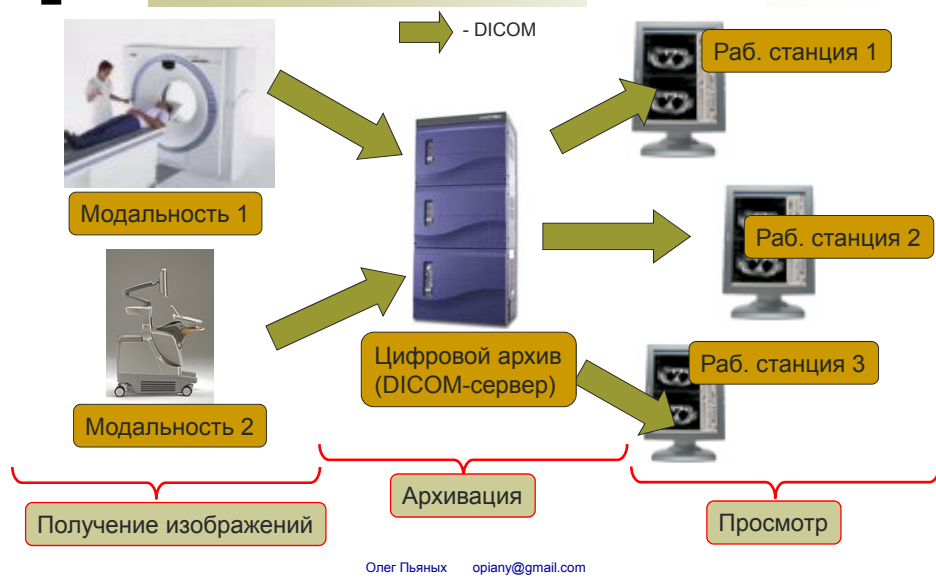 - DICOM
Раб. станция 1
Модальность 1
Раб. станция 2
Цифровой архив
(DICOM-сервер)
Раб. станция 3
Модальность 2
Получение изображений
Архивация
Просмотр
Олег Пьяных opiany@gmail.com